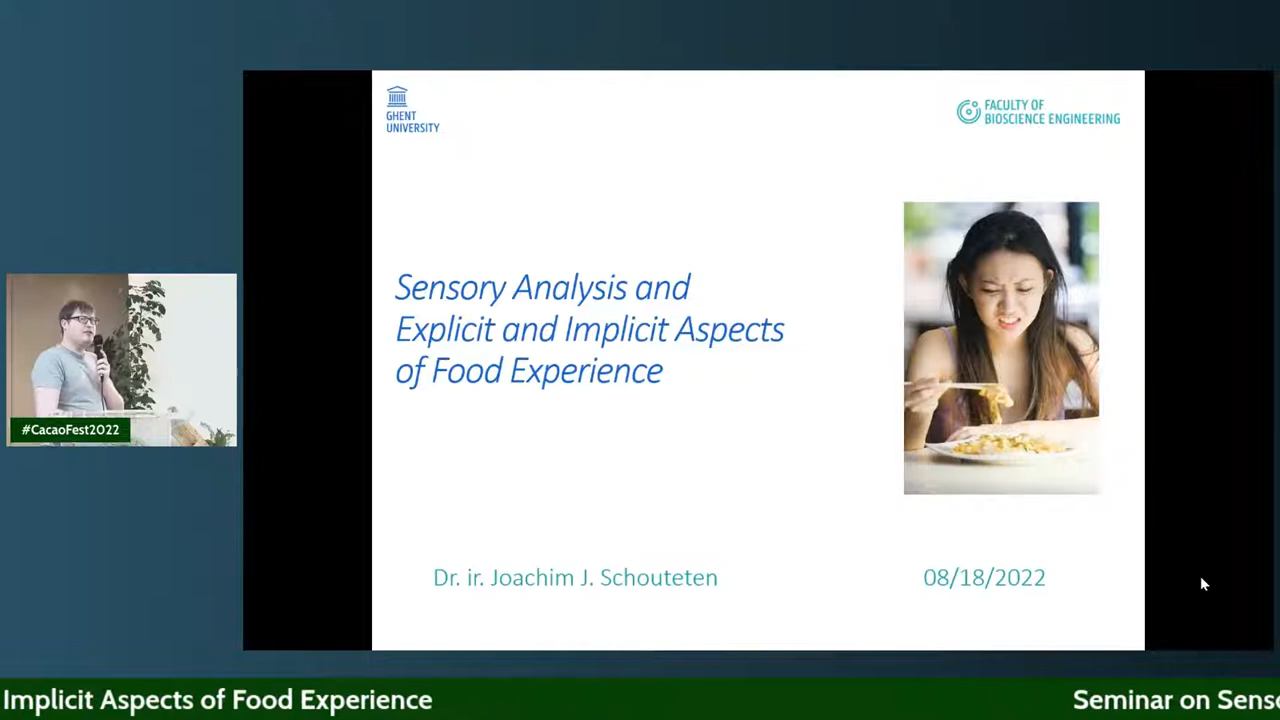 GHENT
UNIVERSITY
FACULTY OF
BIOSCIENCE ENGINEERING
Sensory Analysis and
Explicit and Implicit Aspects
of Food Experience
Dr. ir. Joachim J. Schouteten
08/18/2022
#CacaoFest2022
Implicit Aspects of Food Experience
Seminar on Senso